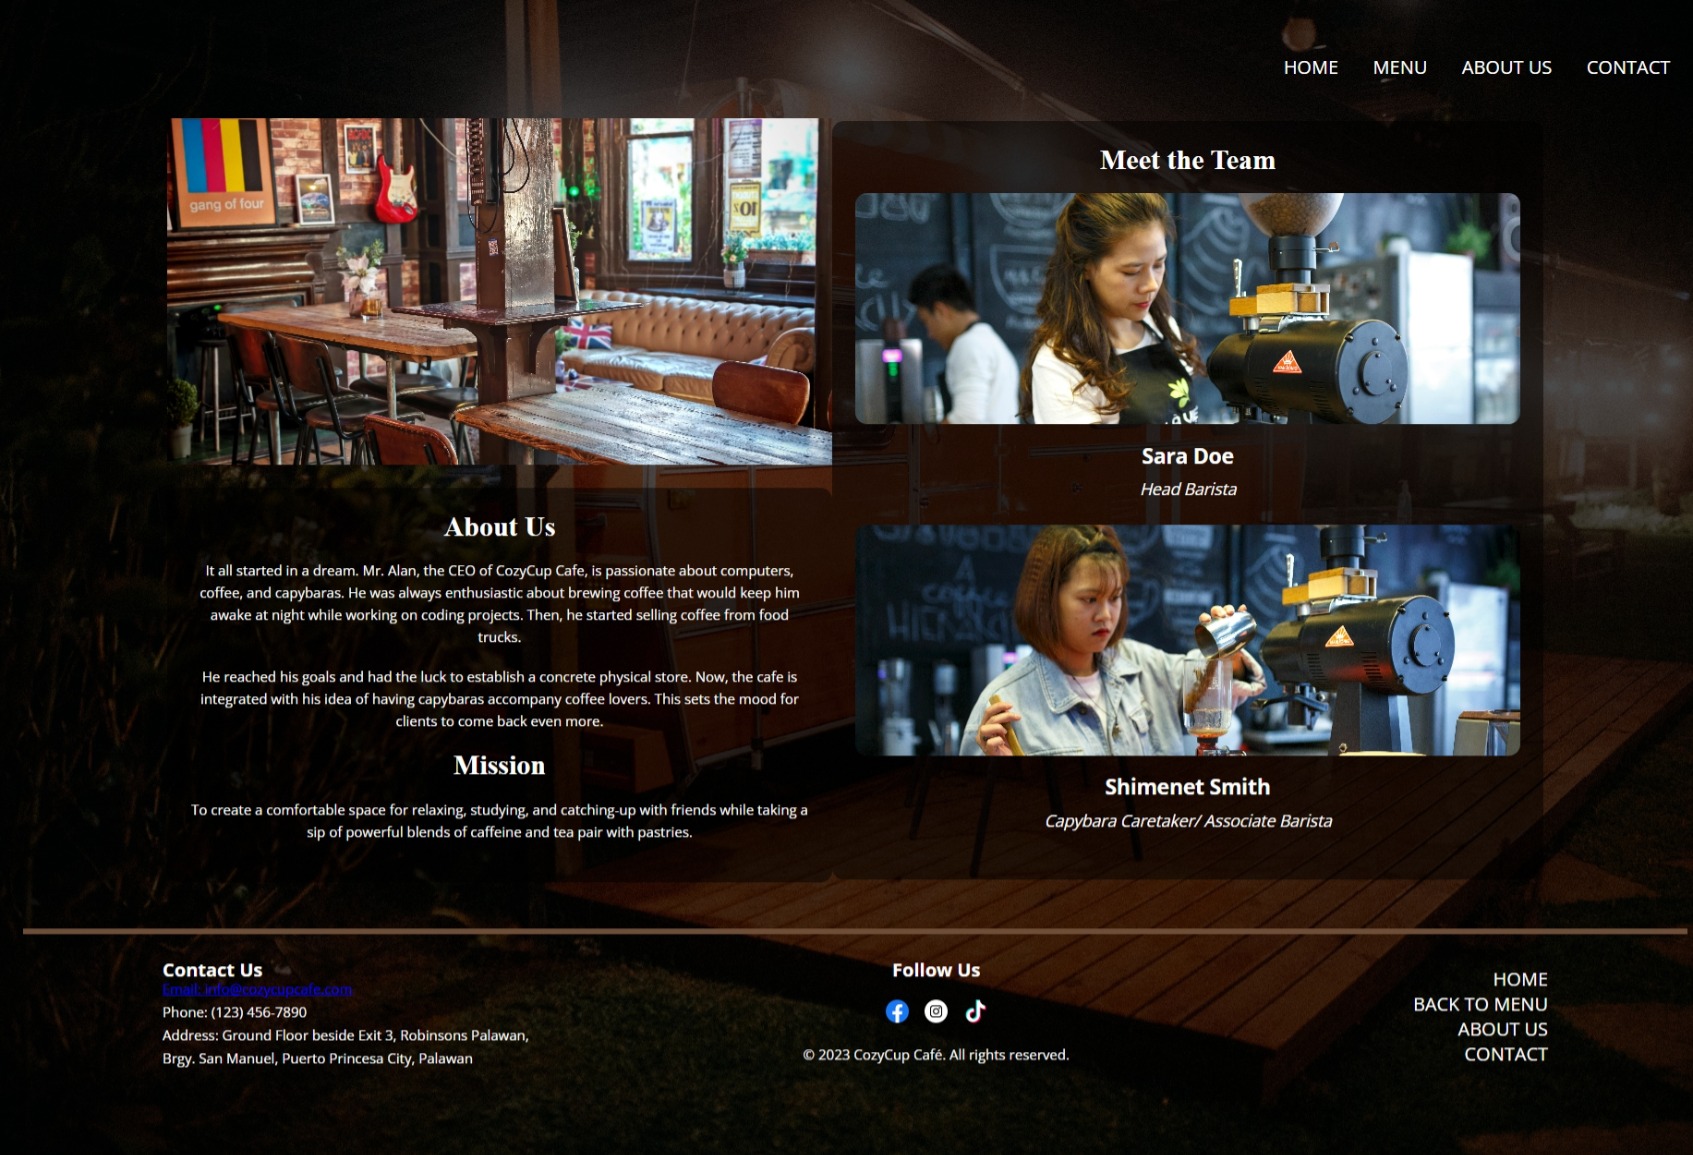 HOME MENU ABOUT US CONTACT
gang of four
Meet the Team
Sara Doe
Head Barista
About Us
It all started in a dream. Mr. Alan, the CEO of CozyCup Cafe, is passionate about computers,
coffee, and capybaras. He was always enthusiastic about brewing coffee that would keep him
awake at night while working on coding projects. Then, he started selling coffee from food
trucks.
He reached his goals and had the luck to establish a concrete physical store. Now, the cafe is
integrated with his idea of having capybaras accompany coffee lovers. This sets the mood for
clients to come back even more.
Mission
To create a comfortable space for relaxing, studying, and catching-up with friends while taking a
sip of powerful blends of caffeine and tea pair with pastries.
Shimenet Smith
Capybara Caretaker/ Associate Barista
Contact Us
Email: info@cozycupcafe.com
Phone: (123) 456-7890
Address: Ground Floor beside Exit 3, Robinsons Palawan,
Brgy. San Manuel, Puerto Princesa City, Palawan
Follow Us
© 2023 CozyCup Café. All rights reserved.
HOME
BACK TO MENU
ABOUT US
CONTACT